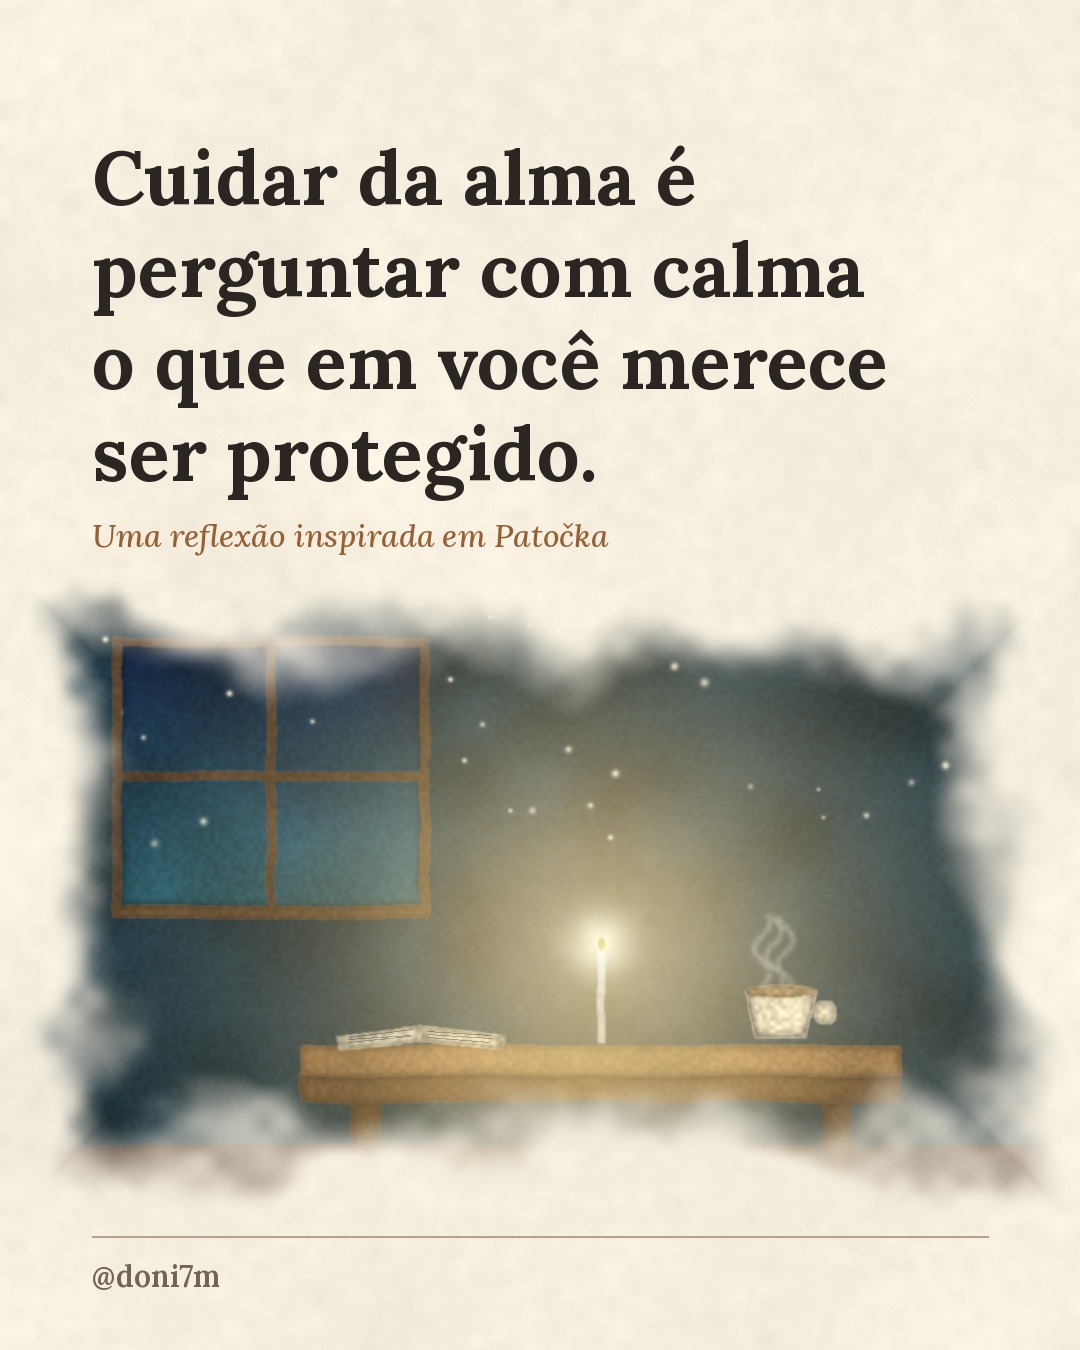 Cuidar da alma é
perguntar com calma
o que em você merece
ser protegido.
Uma reflexão inspirada em Patočka
@doni7m